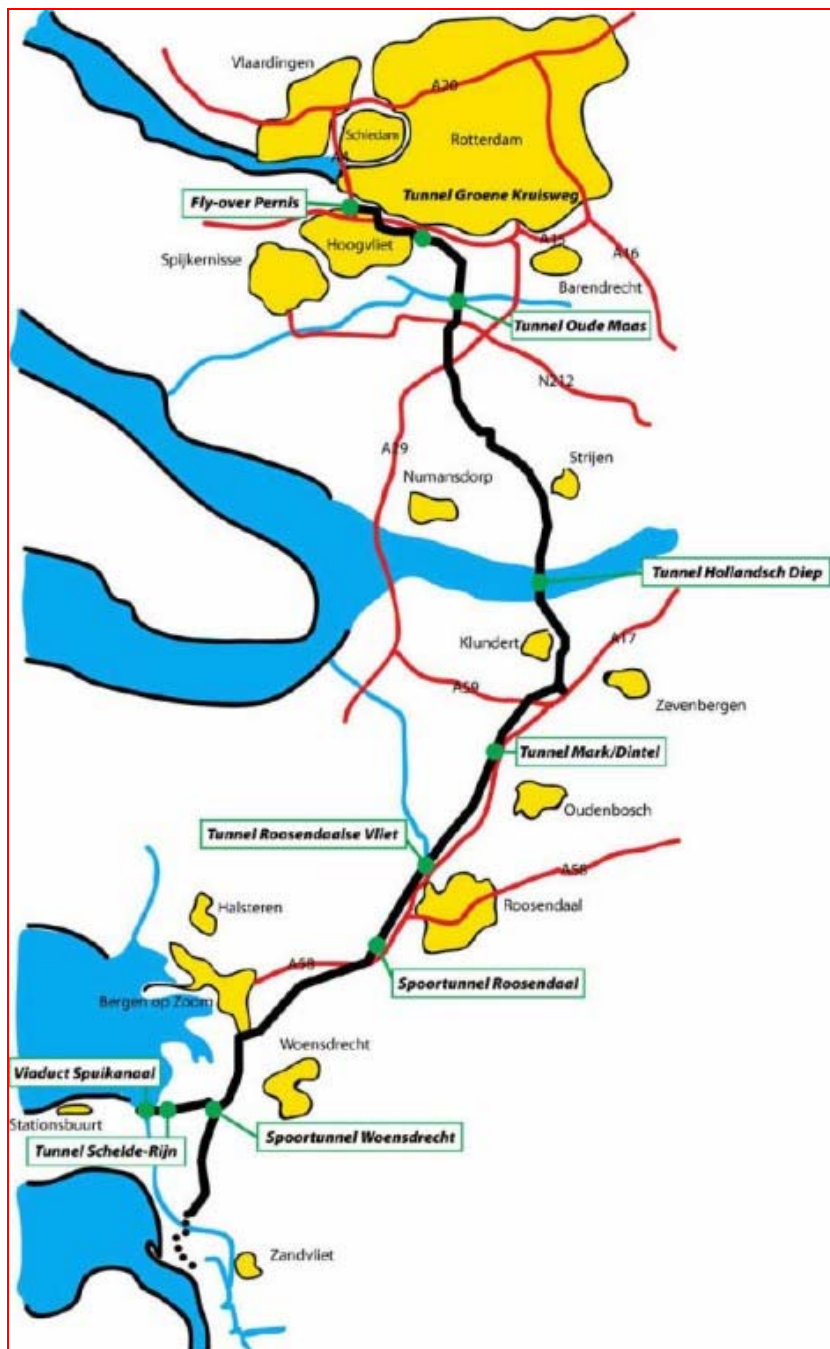 Vlaardingen
A20
Schiedam
Rotterdam
A4
Tunnel Groene Kruisweg
Fly-over Pernis
Hoogvliet
A15
A16
Spijkernisse
Barendrecht
Tunnel Oude Maas
N212
A29
Strijen
Numansdorp
Tunnel Hollandsch Diep
Klundert
A17
A59
Zevenbergen
Tunnel Mark/Dintel
Oudenbosch
Tunnel Roosendaalse Vliet
A58
Halsteren
Roosendaal
A58
Spoortunnel Roosendaal
Bergen op Zoom
Woensdrecht
Viaduct Spuikanaal
Stationsbuurt
Spoortunnel Woensdrecht
Tunnel Schelde-Rijn
Zandvliet